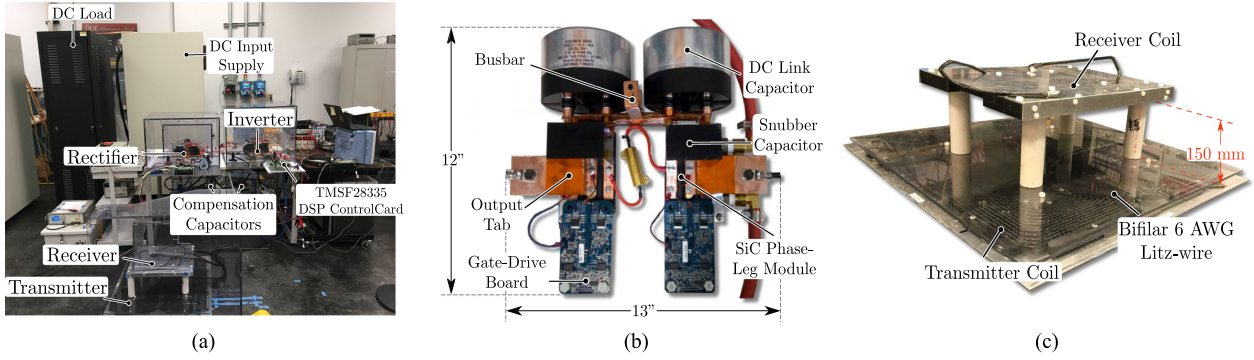 DC Load
DC Input
Supply
Inverter
Rectifier
TMSF28335
DSP ControlCard
Compensation
Capacitors
Receiver
Transmitter
(a)
Busbar
DC Link
Capacitor
Snubber
Capacitor
12”
Output
Tab
SiC Phase-
Leg Module
Gate-Drive
Board
13”
(b)
Receiver Coil
150 mm
Bifilar 6 AWG
Litz-wire
Transmitter Coil
(c)